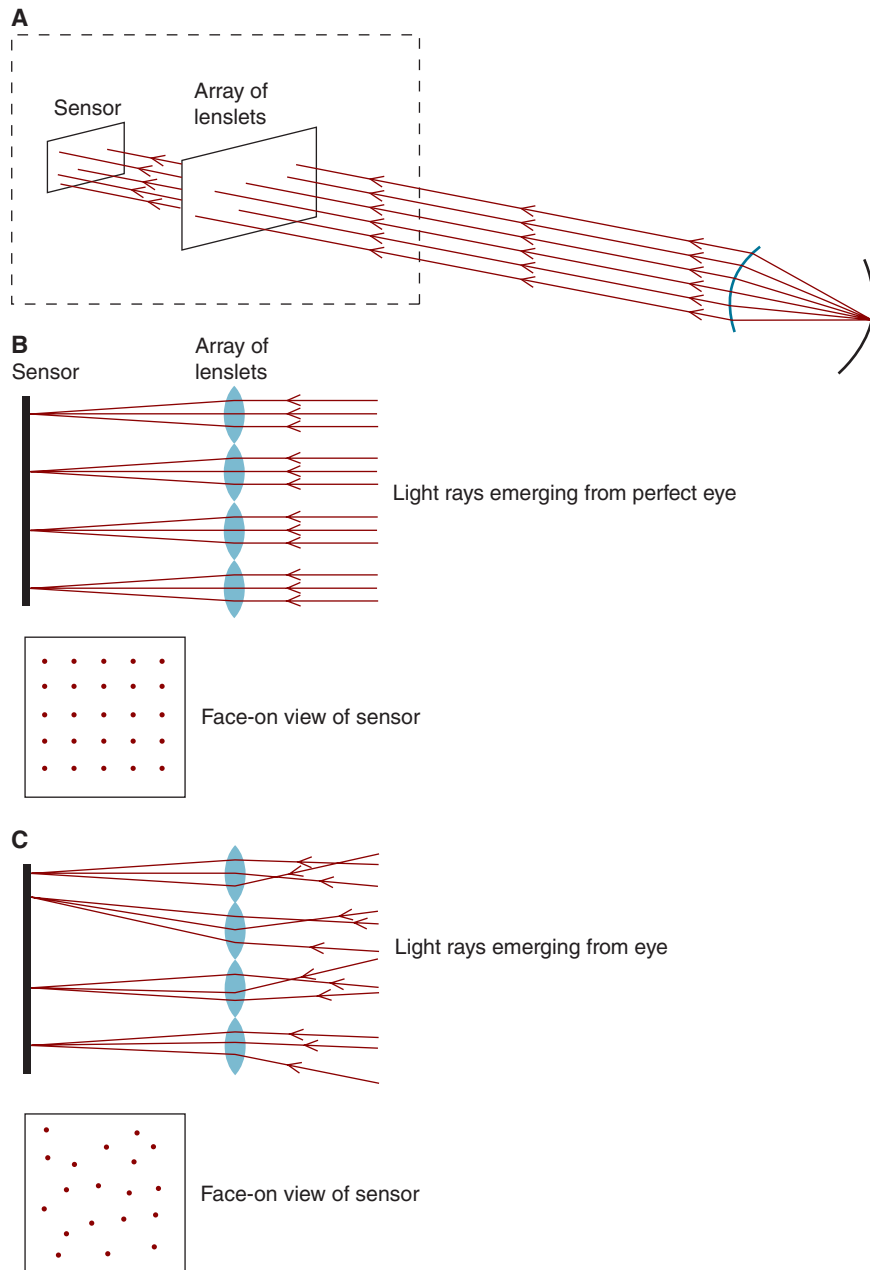 A
Sensor
Array of
lenslets
B
Sensor
Array of
lenslets
Light rays emerging from perfect eye
Face-on view of sensor
C
Light rays emerging from eye
Face-on view of sensor